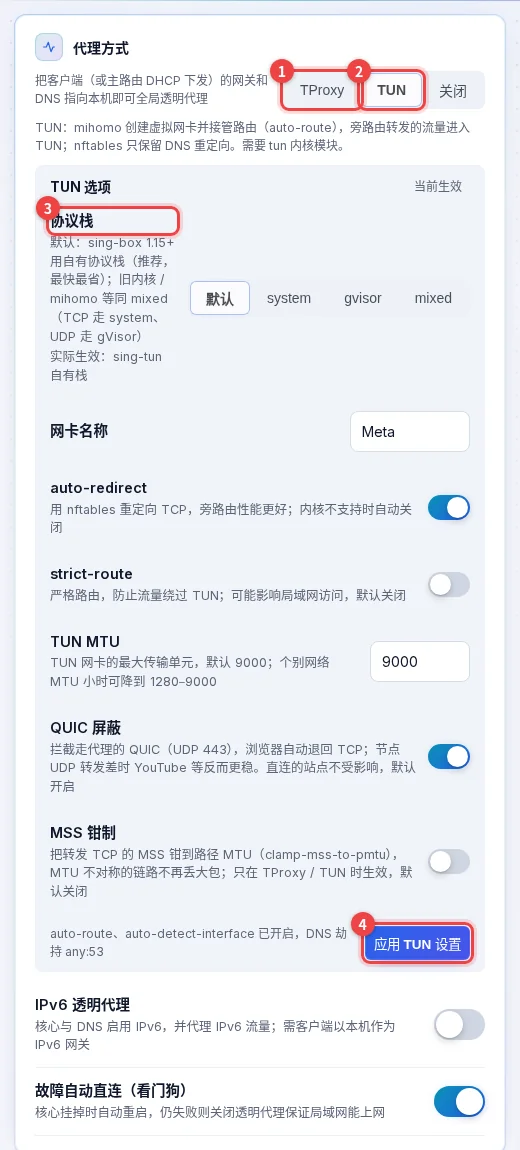 代理方式
把客户端（或主路由 DHCP 下发）的网关和
DNS 指向本机即可全局透明代理
1
TProxy
2
TUN
关闭
TUN：mihomo 创建虚拟网卡并接管路由（auto-route），旁路由转发的流量进入
TUN；nftables 只保留 DNS 重定向。需要 tun 内核模块。
TUN 选项
当前生效
3
协议栈
默认：sing-box 1.15+
用自有协议栈（推荐，
最快最省）；旧内核 /
mihomo 等同 mixed
（TCP 走 system、
UDP 走 gVisor）
实际生效：sing-tun
自有栈
默认
system
gvisor
mixed
网卡名称
Meta
auto-redirect
用 nftables 重定向 TCP，旁路由性能更好；内核不支持时自动关
闭
strict-route
严格路由，防止流量绕过 TUN；可能影响局域网访问，默认关闭
TUN MTU
TUN 网卡的最大传输单元，默认 9000；个别网络
MTU 小时可降到 1280–9000
9000
QUIC 屏蔽
拦截走代理的 QUIC（UDP 443），浏览器自动退回 TCP；节点
UDP 转发差时 YouTube 等反而更稳。直连的站点不受影响，默认
开启
MSS 钳制
把转发 TCP 的 MSS 钳到路径 MTU（clamp-mss-to-pmtu），
MTU 不对称的链路不再丢大包；只在 TProxy / TUN 时生效，默
认关闭
auto-route、auto-detect-interface 已开启，DNS 劫
持 any:53
4
应用 TUN 设置
IPv6 透明代理
核心与 DNS 启用 IPv6，并代理 IPv6 流量；需客户端以本机作为
IPv6 网关
故障自动直连（看门狗）
核心挂掉时自动重启，仍失败则关闭透明代理保证局域网能上网